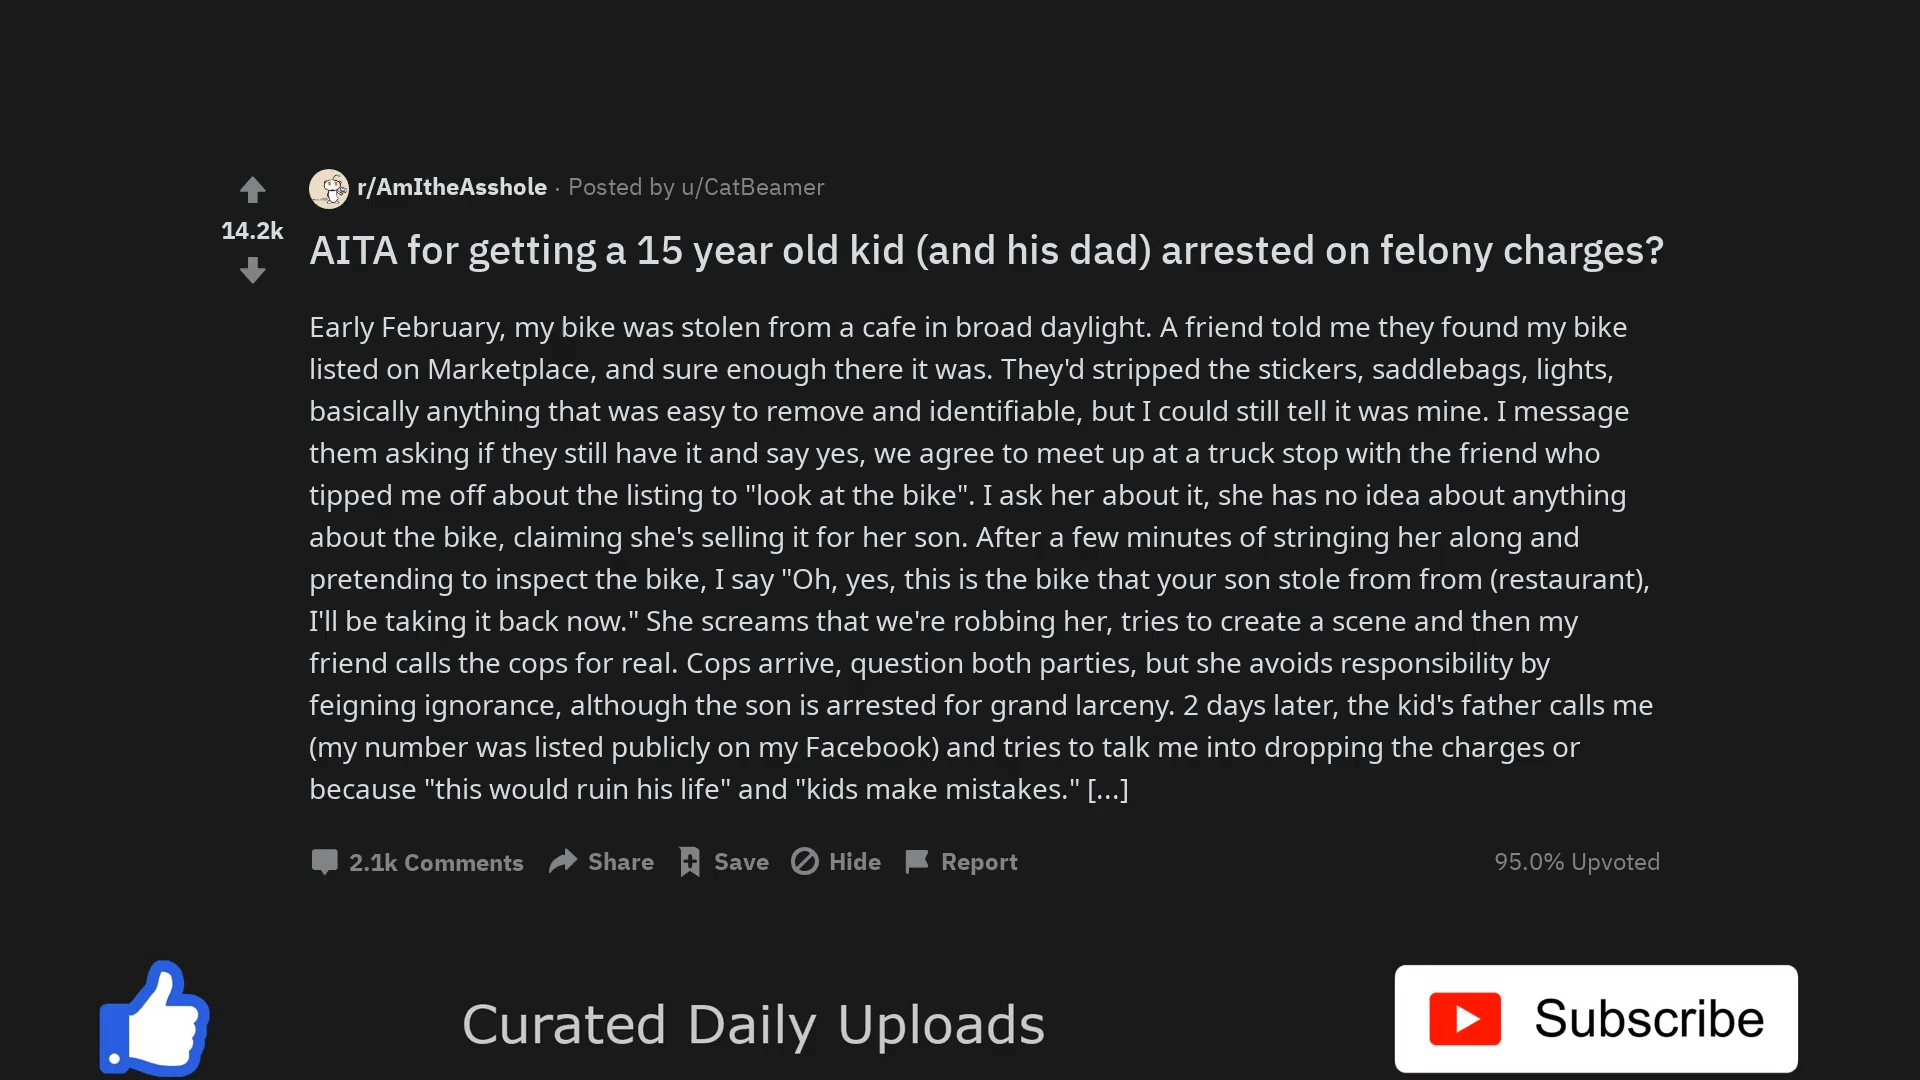 r/AmItheAsshole · Posted by u/CatBeamer
14.2k
AITA for getting a 15 year old kid (and his dad) arrested on felony charges?
Early February, my bike was stolen from a cafe in broad daylight. A friend told me they found my bike
listed on Marketplace, and sure enough there it was. They'd stripped the stickers, saddlebags, lights,
basically anything that was easy to remove and identifiable, but I could still tell it was mine. I message
them asking if they still have it and say yes, we agree to meet up at a truck stop with the friend who
tipped me off about the listing to "look at the bike". I ask her about it, she has no idea about anything
about the bike, claiming she's selling it for her son. After a few minutes of stringing her along and
pretending to inspect the bike, I say "Oh, yes, this is the bike that your son stole from from (restaurant),
I'll be taking it back now." She screams that we're robbing her, tries to create a scene and then my
friend calls the cops for real. Cops arrive, question both parties, but she avoids responsibility by
feigning ignorance, although the son is arrested for grand larceny. 2 days later, the kid's father calls me
(my number was listed publicly on my Facebook) and tries to talk me into dropping the charges or
because "this would ruin his life" and "kids make mistakes." [...]
2.1k Comments Share Save Hide Report 95.0% Upvoted
Curated Daily Uploads
Subscribe